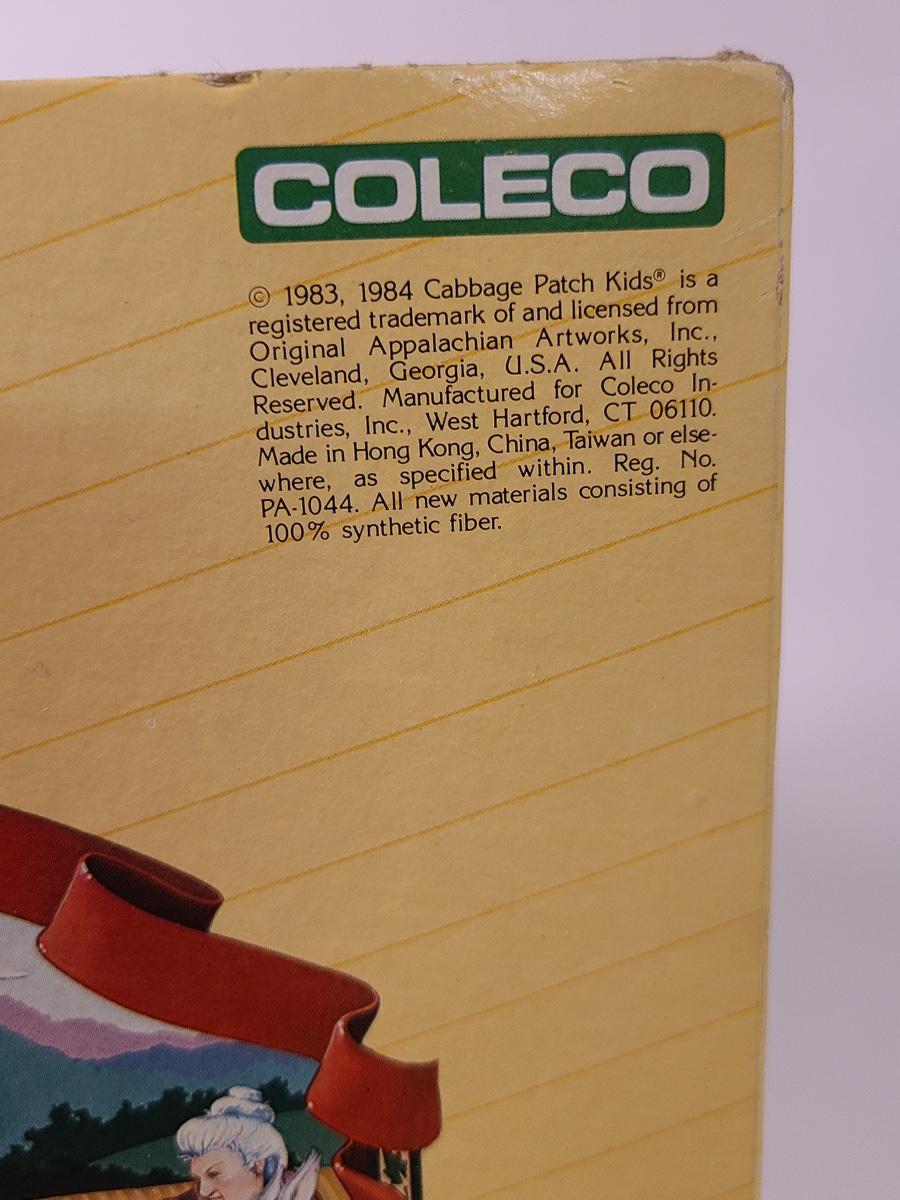 COLECO
© 1983, 1984 Cabbage Patch Kids® is a
registered trademark of and licensed from
Original Appalachian Artworks, Inc.,
Cleveland, Georgia, U.S.A. All Rights
Reserved. Manufactured for Coleco In-
dustries, Inc., West Hartford, CT 06110.
Made in Hong Kong, China, Taiwan or else-
where, as specified within. Reg. No.
PA-1044. All new materials consisting of
100% synthetic fiber.